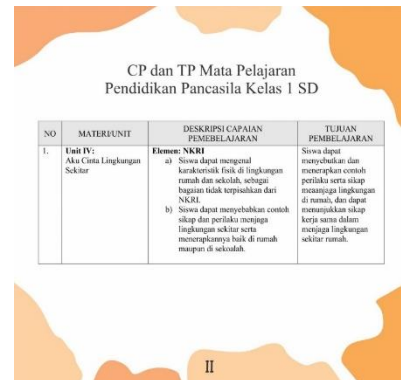 CP dan TP Mata Pelajaran
Pendidikan Pancasila Kelas 1 SD
NO
MATERI/UNIT
DESKRIPSI CAPAIAN
PEMEBELAJARAN
TUJUAN
PEMBELAJARAN
1.
Unit IV:
Aku Cinta Lingkungan
Sekitar
Elemen: NKRI
a) Siswa dapat mengenal
karakteristik fisik di lingkungan
rumah dan sekolah, sebagai
bagaian tidak terpisahkan dari
NKRI.
b) Siswa dapat menyebabkan contoh
sikap dan perilaku menjaga
lingkungan sekitar serta
menerapkannya baik di rumah
maupun di sekoalah.
Siswa dapat
menyebutkan dan
menerapkan contoh
perilaku serta sikap
meaanjaga lingkungan
di rumah, dan dapat
menunjukkan sikap
kerja sama dalam
menjaga lingkungan
sekitar rumah.
II